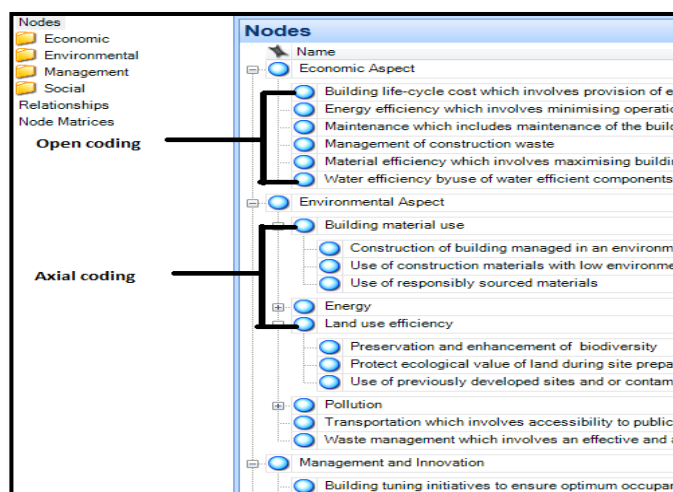 Nodes
Economic
Environmental
Management
Social
Relationships
Node Matrices
Open coding
Axial coding
Nodes
Name
Economic Aspect
Building life-cycle cost which involves provision of e
Energy efficiency which involves minimising operatio
Maintenance which includes maintenance of the build
Management of construction waste
Material efficiency which involves maximising buildin
Water efficiency byuse of water efficient components
Environmental Aspect
Building material use
Construction of building managed in an environm
Use of construction materials with low environme
Use of responsibly sourced materials
Energy
Land use efficiency
Preservation and enhancement of biodiversity
Protect ecological value of land during site prepa
Use of previously developed sites and or contam
Pollution
Transportation which involves accessibility to public
Waste management which involves an effective and a
Management and Innovation
Building tuning initiatives to ensure optimum occupan